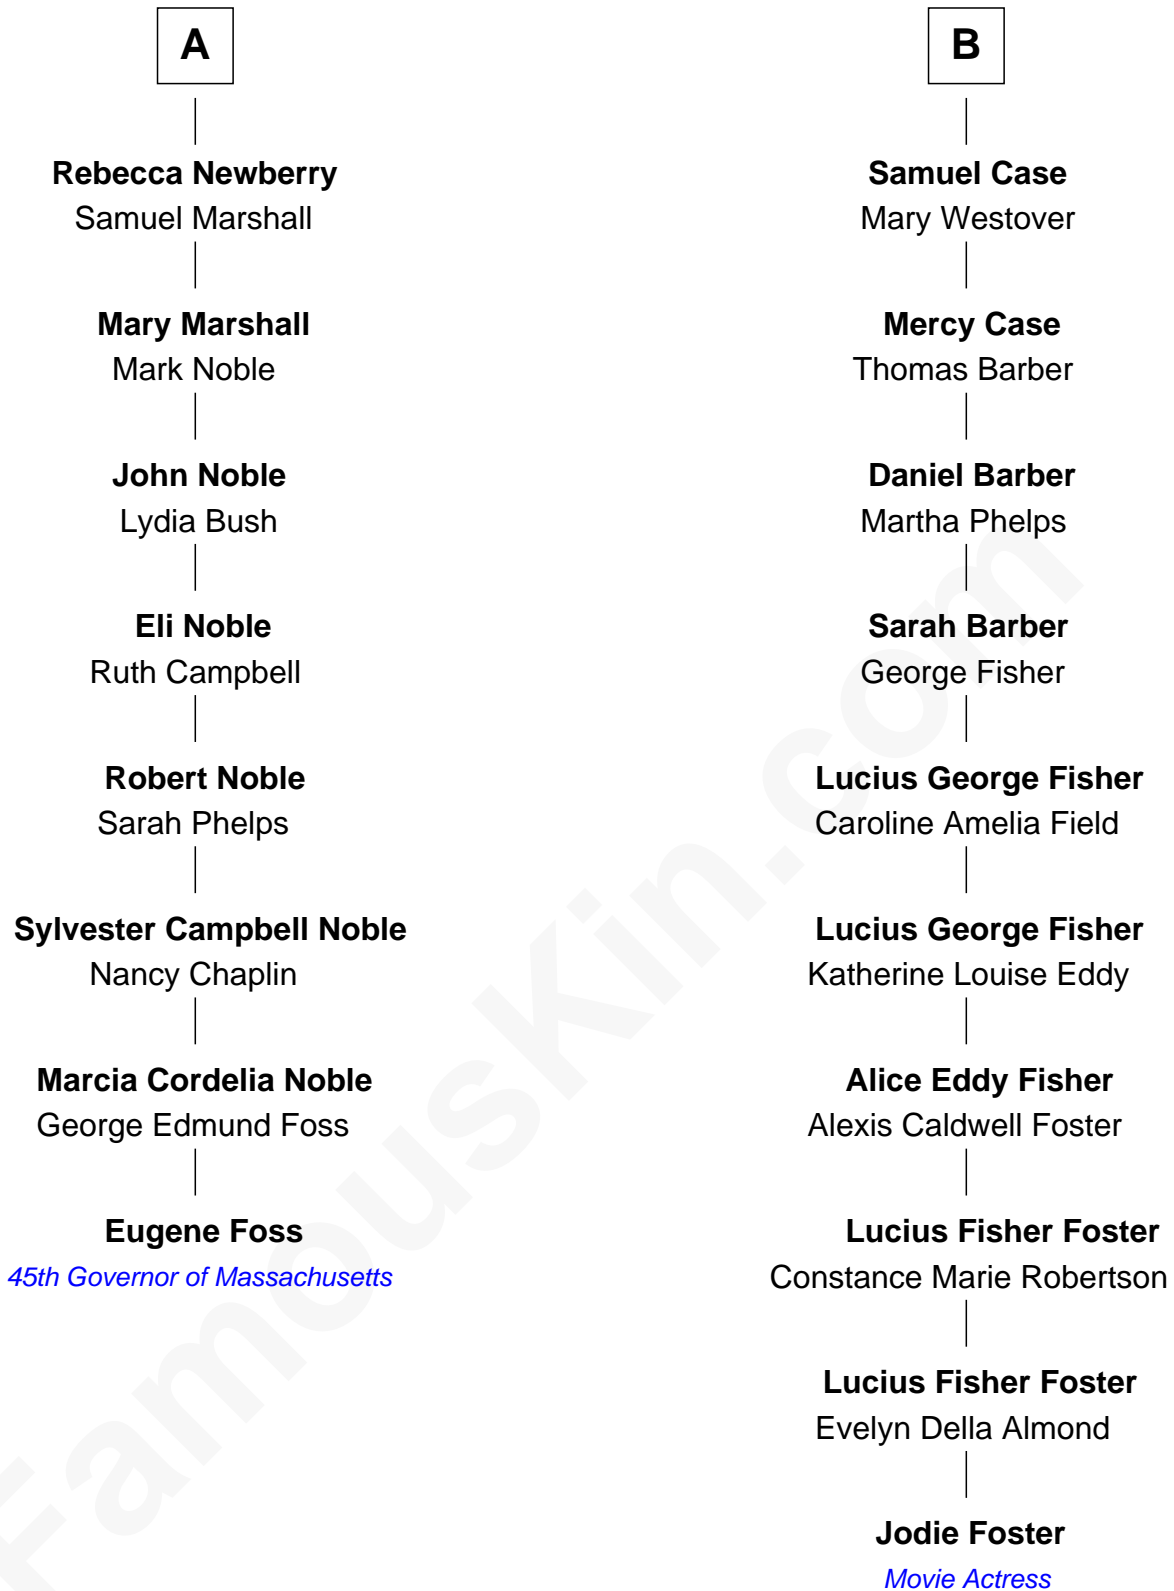 A
Rebecca Newberry
Samuel Marshall
Mary Marshall
Mark Noble
John Noble
Lydia Bush
Eli Noble
Ruth Campbell
Robert Noble
Sarah Phelps
Sylvester Campbell Noble
Nancy Chaplin
Marcia Cordelia Noble
George Edmund Foss
Eugene Foss
45th Governor of Massachusetts
B
Samuel Case
Mary Westover
Mercy Case
Thomas Barber
Daniel Barber
Martha Phelps
Sarah Barber
George Fisher
Lucius George Fisher
Caroline Amelia Field
Lucius George Fisher
Katherine Louise Eddy
Alice Eddy Fisher
Alexis Caldwell Foster
Lucius Fisher Foster
Constance Marie Robertson
Lucius Fisher Foster
Evelyn Della Almond
Jodie Foster
Movie Actress
FamousKin.com